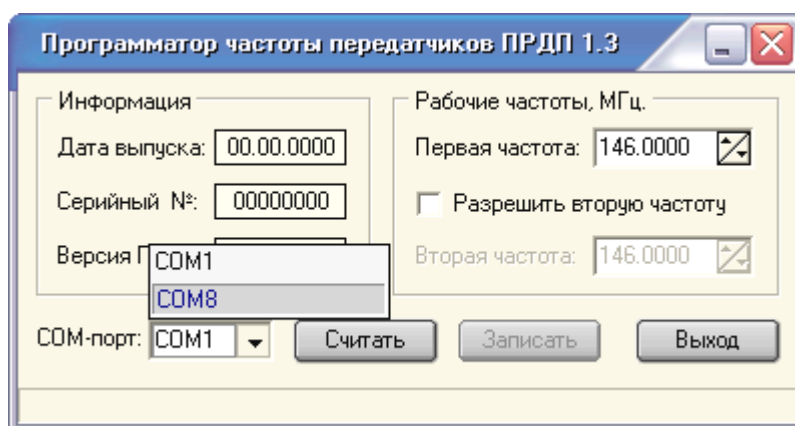 Программатор частоты передатчиков ПРДП 1.3
Информация
Дата выпуска: 00.00.0000
Серийный №: 00000000
Версия П
Рабочие частоты, МГц.
Первая частота: 146.0000
Разрешить вторую частоту
Вторая частота: 146.0000
COM1
COM8
COM-порт: COM1
Считать
Записать
Выход